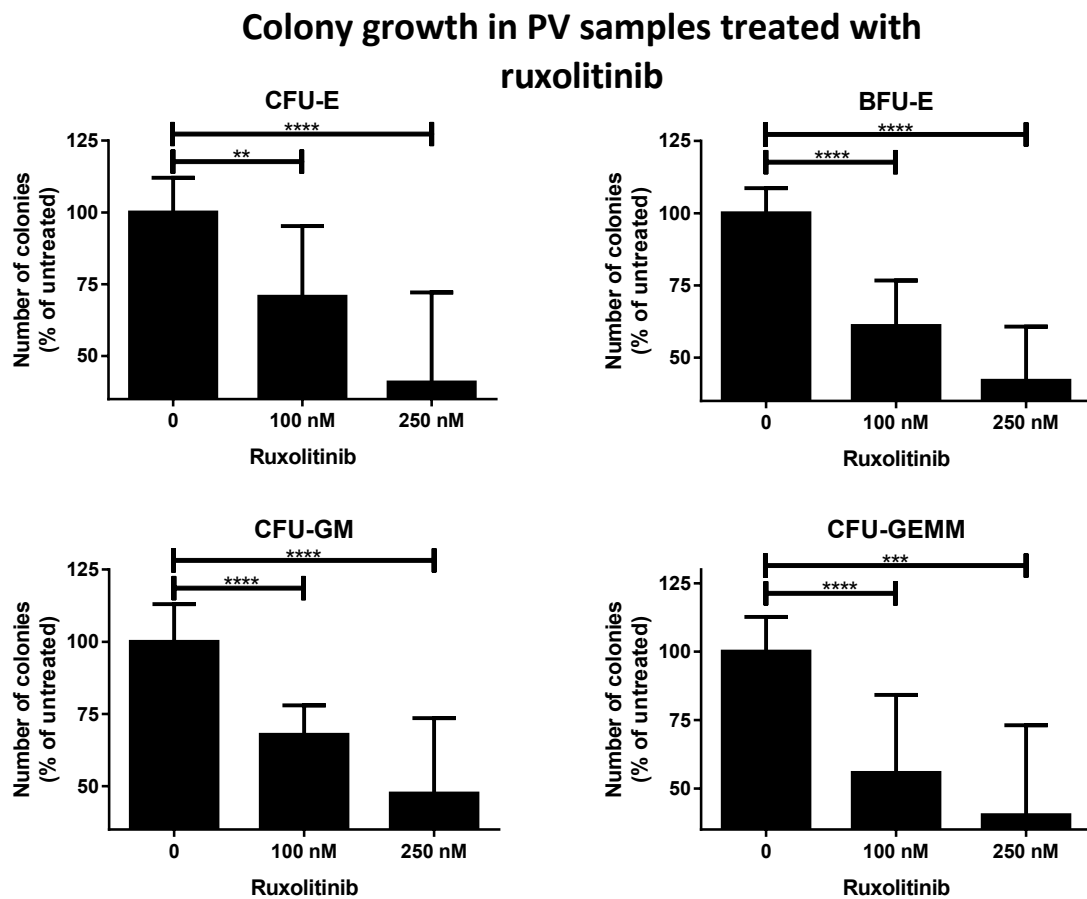 Colony growth in PV samples treated with
ruxolitinib
CFU-E
****
**
125
100
75
50
Number of colonies
(% of untreated)
0 100 nM 250 nM
Ruxolitinib
BFU-E
****
****
125
100
75
50
Number of colonies
(% of untreated)
0 100 nM 250 nM
Ruxolitinib
CFU-GM
****
****
125
100
75
50
Number of colonies
(% of untreated)
0 100 nM 250 nM
Ruxolitinib
CFU-GEMM
***
****
125
100
75
50
Number of colonies
(% of untreated)
0 100 nM 250 nM
Ruxolitinib